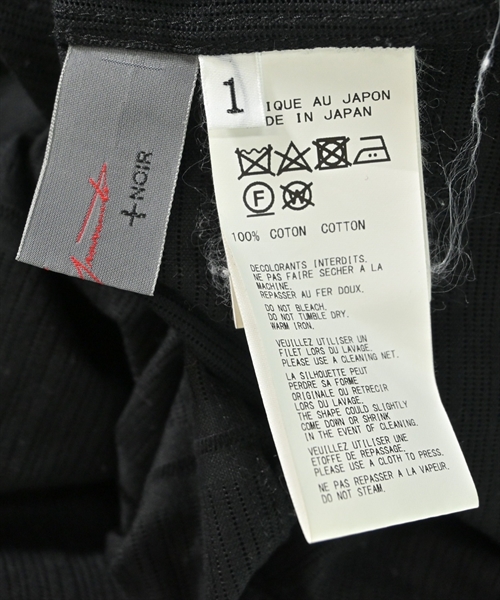 +NOIR
1
IQUE AU JAPON
DE IN JAPAN
F
W
100% COTON COTTON
DECOLORANTS INTERDITS.
NE PAS FAIRE SECHER A LA
MACHINE.
REPASSER AU FER DOUX.
DO NOT BLEACH.
DO NOT TUMBLE DRY.
WARM IRON.
VEUILLEZ UTILISER UN
FILET LORS DU LAVAGE.
PLEASE USE A CLEANING NET.
LA SILHOUETTE PEUT
PERDRE SA FORME
ORIGINALE OU RETRECIR
LORS DU LAVAGE.
THE SHAPE COULD SLIGHTLY
COME DOWN OR SHRINK
IN THE EVENT OF CLEANING.
VEUILLEZ UTILISER UNE
ETOFFE DE REPASSAGE.
PLEASE USE A CLOTH TO PRESS.
NE PAS REPASSER A LA VAPEUR.
DO NOT STEAM.